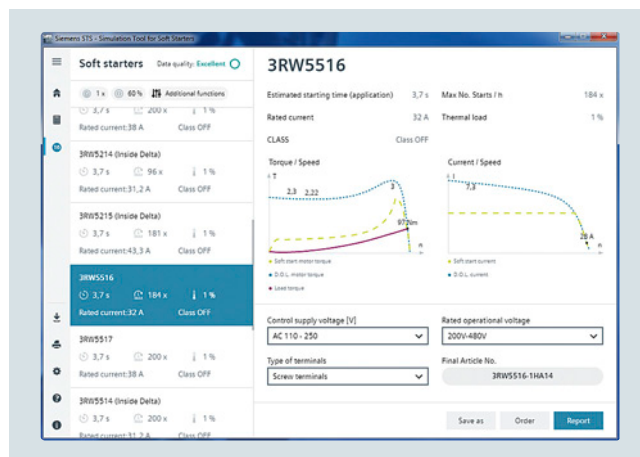 Siemens STS - Simulation Tool for Soft Starters
Soft starters Data quality: Excellent
1 x 60 % Additional functions
3,7 s 200 x 1 %
Rated current:38 A Class OFF
3RW5214 (Inside Delta)
3,7 s 96 x 1 %
Rated current:31,2 A Class OFF
3RW5215 (Inside Delta)
3,7 s 181 x 1 %
Rated current:43,3 A Class OFF
3RW5516
3,7 s 184 x 1 %
Rated current:32 A Class OFF
3RW5517
3,7 s 200 x 1 %
Rated current:38 A Class OFF
3RW5514 (Inside Delta)
3,7 s 200 x 1 %
Rated current:31,2 A Class OFF
3RW5516
Estimated starting time (application) 3,7 s Max No. Starts / h 184 x
Rated current 32 A Thermal load 1 %
CLASS Class OFF
Torque / Speed
T
2,3 2,22 3
97 Nm
n
Soft start motor torque
D.O.L. motor torque
Load torque
Current / Speed
I
7,3
28 A
n
Soft start current
D.O.L. current
Control supply voltage [V] Rated operational voltage
AC 110 - 250 200V-480V
Type of terminals Final Article No.
Screw terminals 3RW5516-1HA14
Save as Order Report